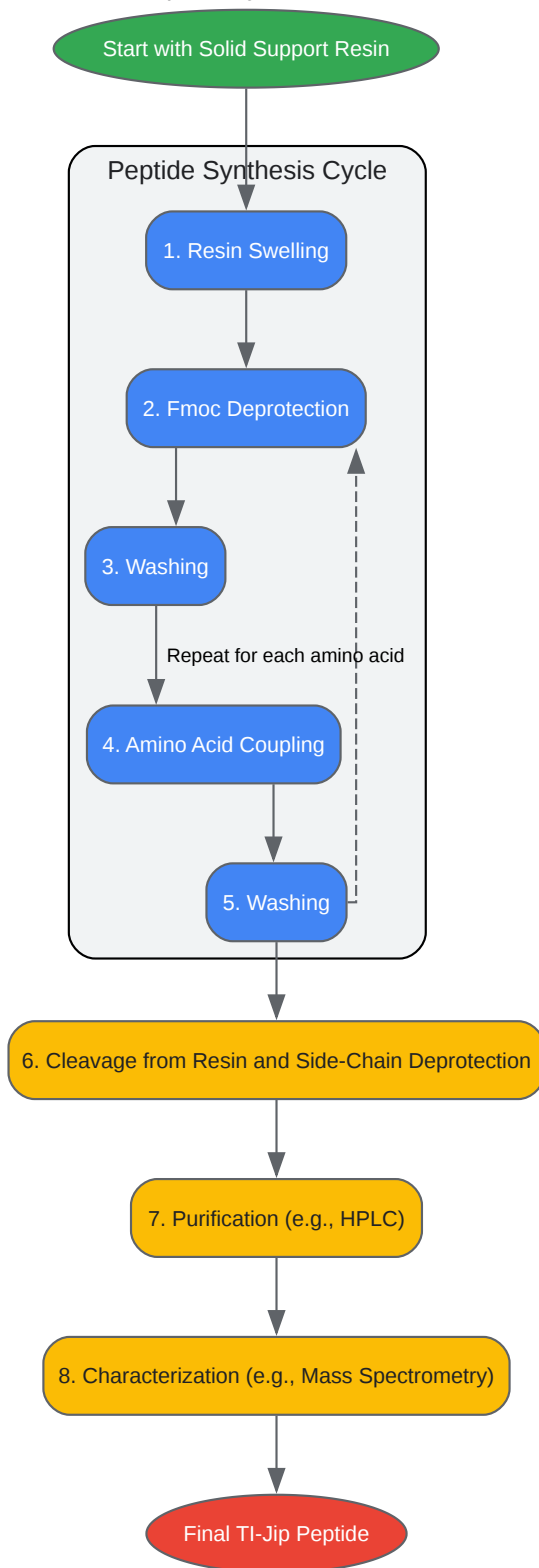 Start with Solid Support Resin
Peptide Synthesis Cycle
1. Resin Swelling
2. Fmoc Deprotection
3. Washing
Repeat for each amino acid
4. Amino Acid Coupling
5. Washing
6. Cleavage from Resin and Side-Chain Deprotection
7. Purification (e.g., HPLC)
8. Characterization (e.g., Mass Spectrometry)
Final TI-Jip Peptide